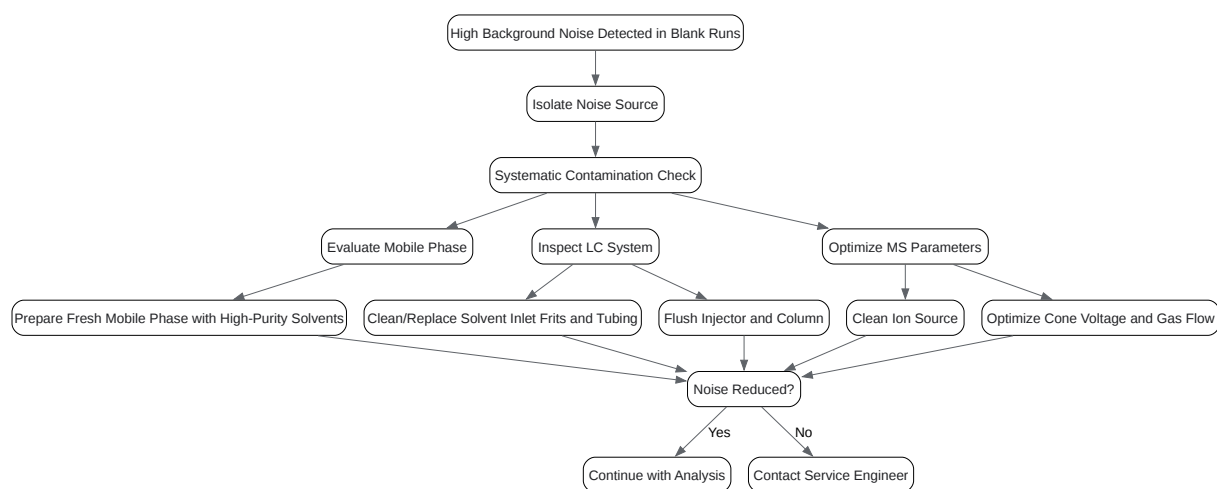 High Background Noise Detected in Blank Runs
Isolate Noise Source
Systematic Contamination Check
Evaluate Mobile Phase
Inspect LC System
Optimize MS Parameters
Prepare Fresh Mobile Phase with High-Purity Solvents
Clean/Replace Solvent Inlet Frits and Tubing
Flush Injector and Column
Clean Ion Source
Optimize Cone Voltage and Gas Flow
Noise Reduced?
Yes
No
Continue with Analysis
Contact Service Engineer